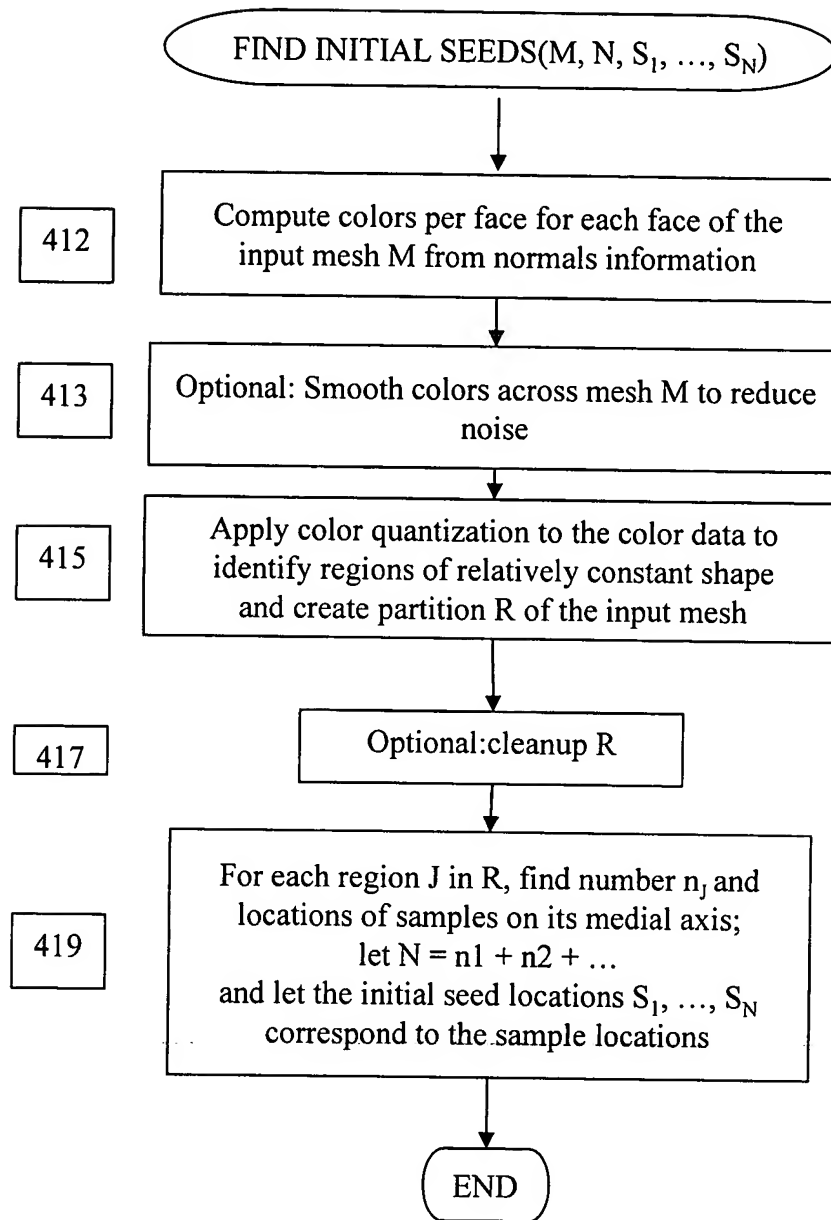 FIND INITIAL SEEDS(M, N, S₁, …, S_N)
412
Compute colors per face for each face of the
input mesh M from normals information
413
Optional: Smooth colors across mesh M to reduce
noise
415
Apply color quantization to the color data to
identify regions of relatively constant shape
and create partition R of the input mesh
417
Optional:cleanup R
419
For each region J in R, find number n_J and
locations of samples on its medial axis;
let N = n1 + n2 + …
and let the initial seed locations S₁, …, S_N
correspond to the sample locations
END